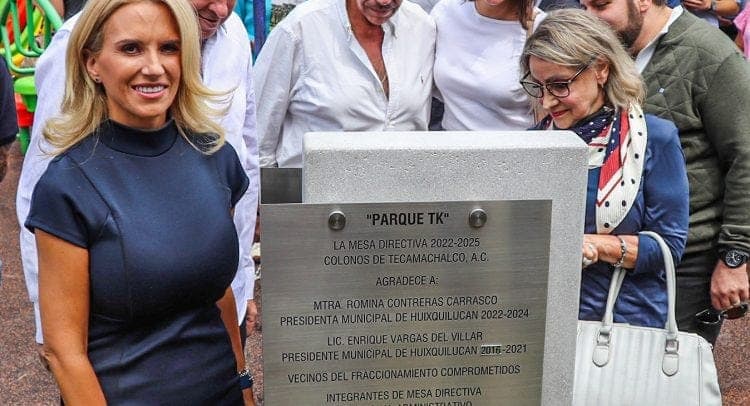 "PARQUE TK"
LA MESA DIRECTIVA 2022-2025
COLONOS DE TECAMACHALCO, A.C.
AGRADECE A:
MTRA. ROMINA CONTRERAS CARRASCO
PRESIDENTA MUNICIPAL DE HUIXQUILUCAN 2022-2024
LIC. ENRIQUE VARGAS DEL VILLAR
PRESIDENTE MUNICIPAL DE HUIXQUILUCAN 2016-2021
VECINOS DEL FRACCIONAMIENTO COMPROMETIDOS
INTEGRANTES DE MESA DIRECTIVA
ADMINISTRATIVO